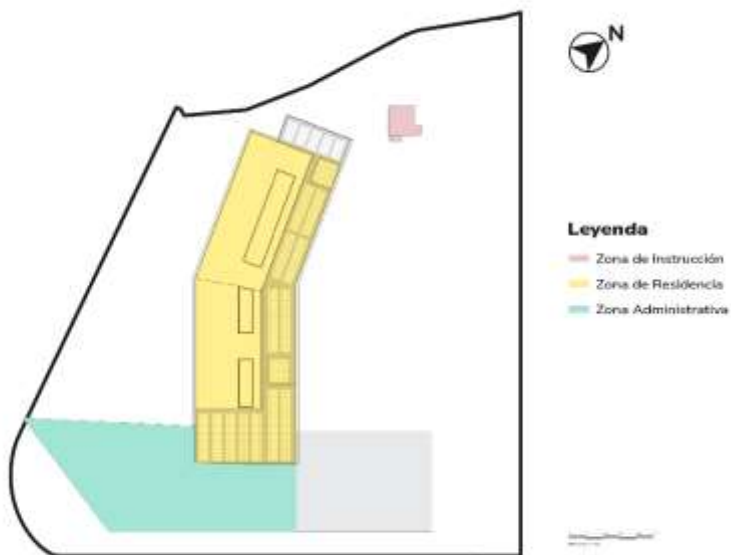 N
Leyenda
Zona de Instrucción
Zona de Residencia
Zona Administrativa